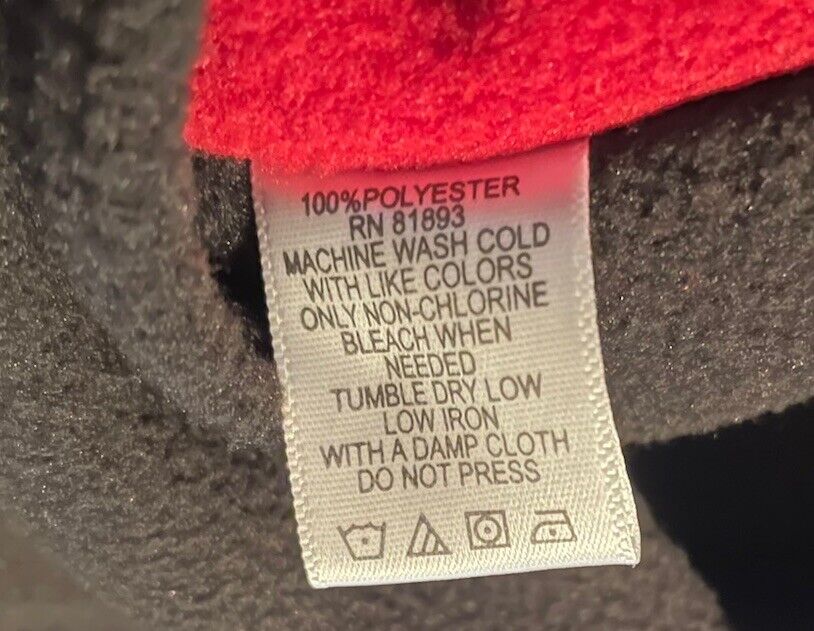 100%POLYESTER
RN 81893
MACHINE WASH COLD
WITH LIKE COLORS
ONLY NON-CHLORINE
BLEACH WHEN
NEEDED
TUMBLE DRY LOW
LOW IRON
WITH A DAMP CLOTH
DO NOT PRESS